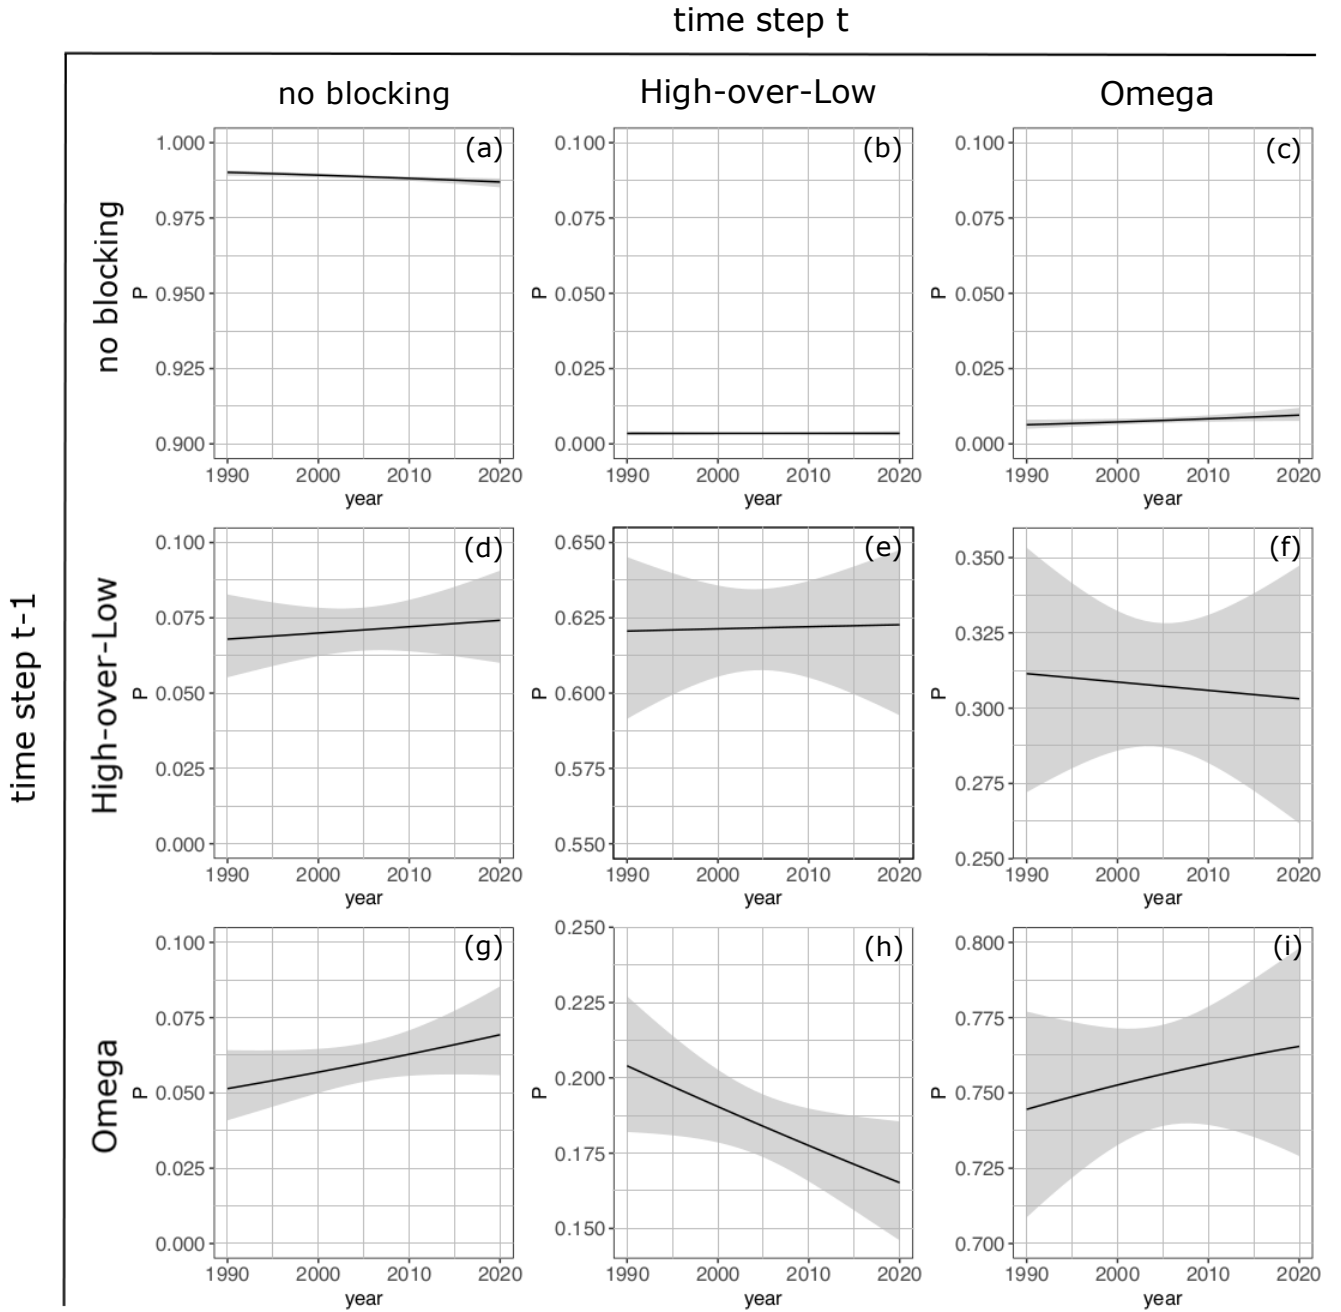 time step t
no blocking
High-over-Low
Omega
time step t-1
no blocking
1.000
0.975
0.950
0.925
0.900
P
(a)
1990 2000 2010 2020
year
0.100
0.075
0.050
0.025
0.000
P
(b)
1990 2000 2010 2020
year
0.100
0.075
0.050
0.025
0.000
P
(c)
1990 2000 2010 2020
year
High-over-Low
0.100
0.075
0.050
0.025
0.000
P
(d)
1990 2000 2010 2020
year
0.650
0.625
0.600
0.575
0.550
P
(e)
1990 2000 2010 2020
year
0.350
0.325
0.300
0.275
0.250
P
(f)
1990 2000 2010 2020
year
Omega
0.100
0.075
0.050
0.025
0.000
P
(g)
1990 2000 2010 2020
year
0.250
0.225
0.200
0.175
0.150
P
(h)
1990 2000 2010 2020
year
0.800
0.775
0.750
0.725
0.700
P
(i)
1990 2000 2010 2020
year